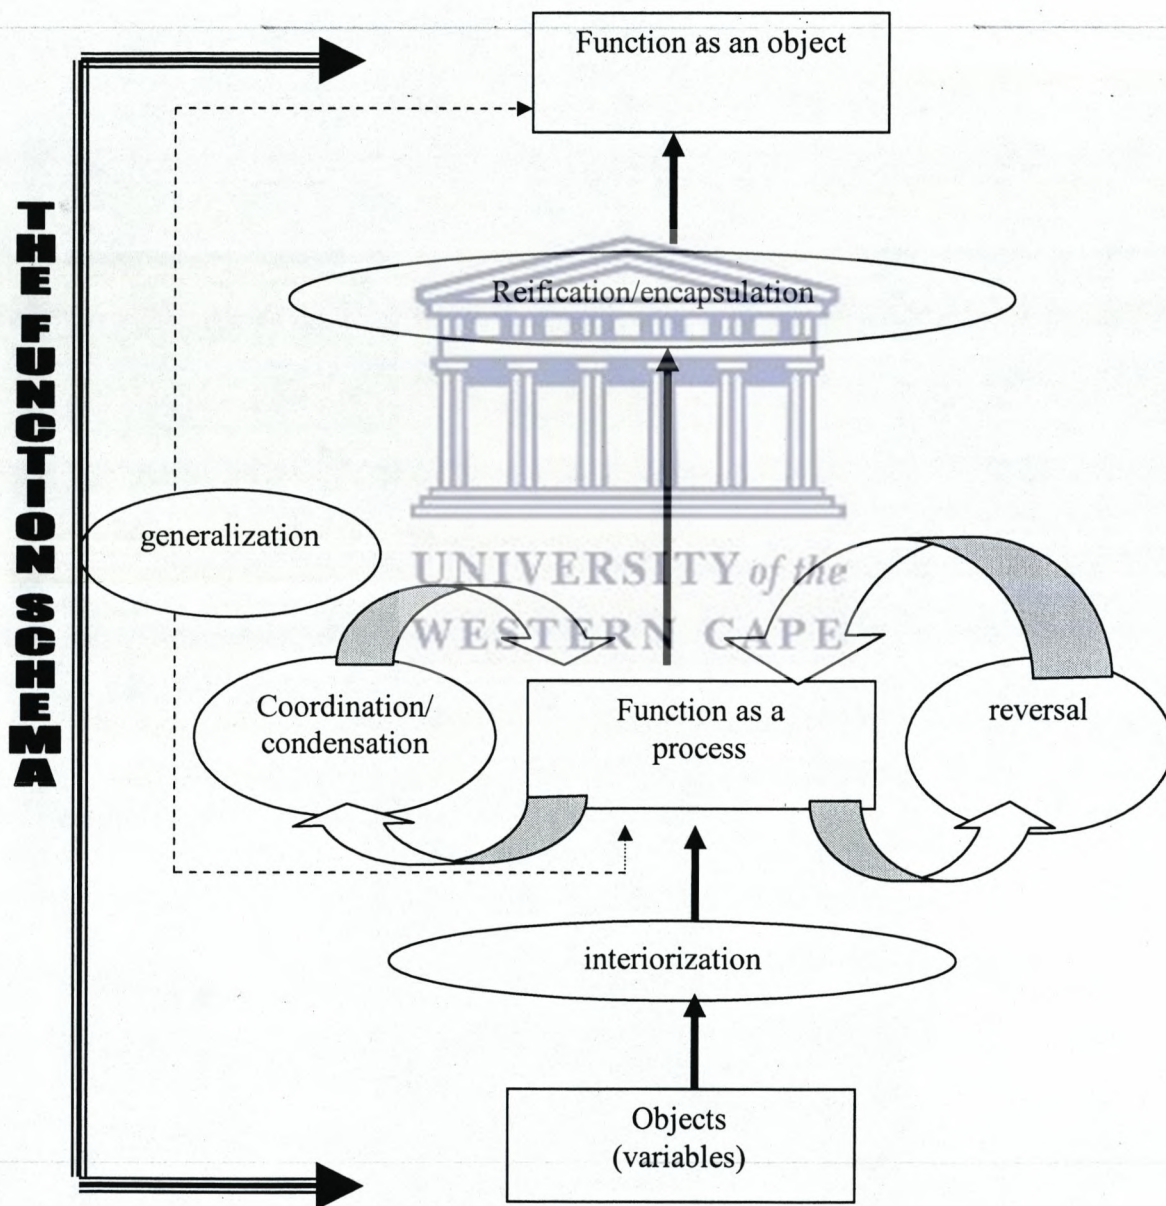 Function as an object
THE FUNCTION SCHEMA
Reification/encapsulation
generalization
UNIVERSITY of the
WESTERN CAPE
Coordination/
condensation
Function as a
process
reversal
interiorization
Objects
(variables)